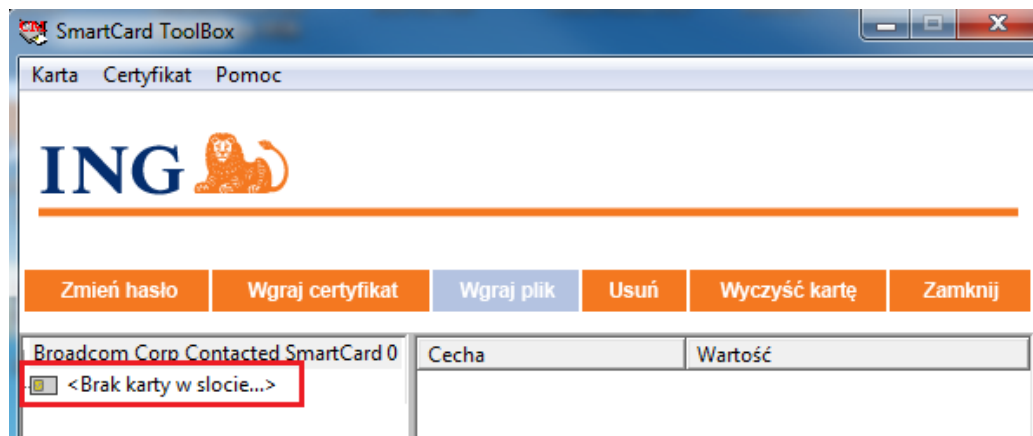 SmartCard ToolBox
Karta Certyfikat Pomoc
ING
Zmień hasło Wgraj certyfikat Wgraj plik Usuń Wyczyść kartę Zamknij
Broadcom Corp Contacted SmartCard 0 Cecha Wartość
<Brak karty w slocie...>